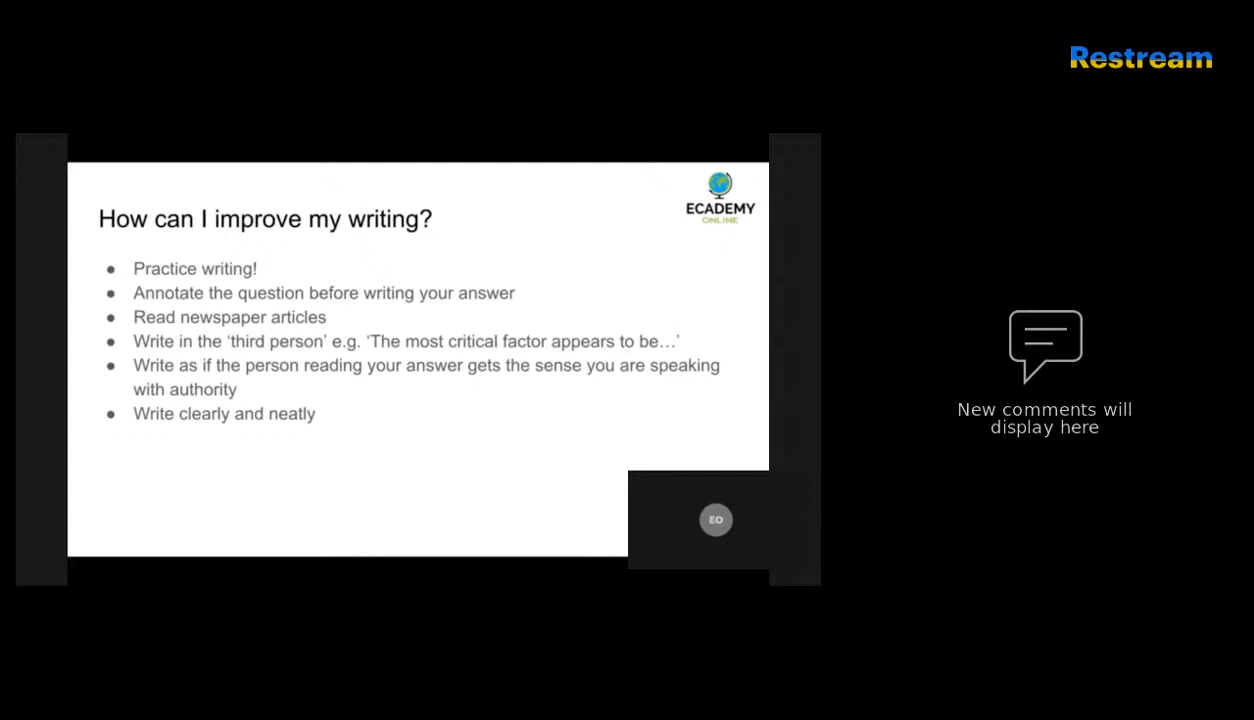 Restream
ECADEMY
ONLINE
How can I improve my writing?
● Practice writing!
● Annotate the question before writing your answer
● Read newspaper articles
● Write in the ‘third person’ e.g. ‘The most critical factor appears to be…’
● Write as if the person reading your answer gets the sense you are speaking
with authority
● Write clearly and neatly
EO
New comments will
display here